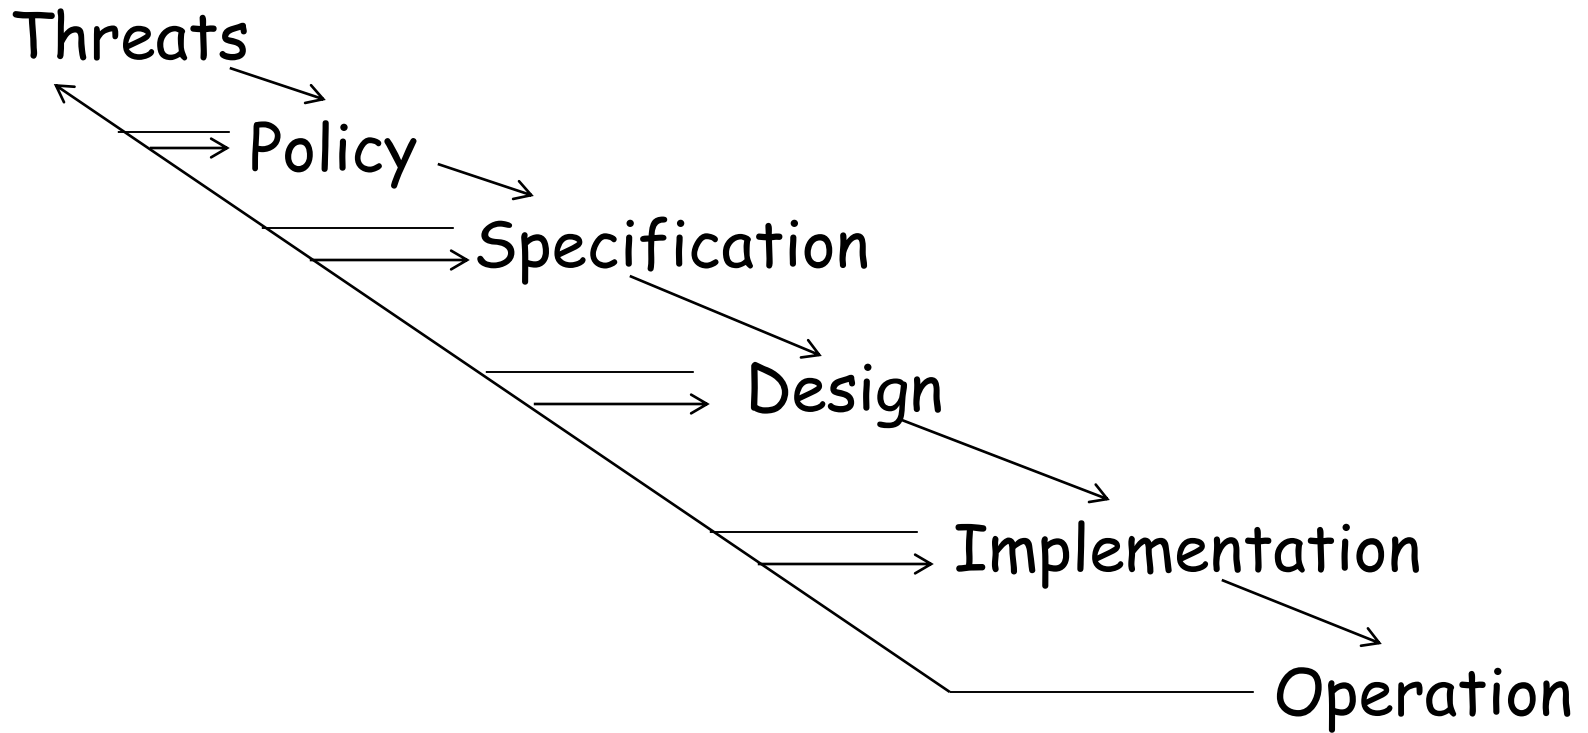 Threats
Policy
Specification
Design
Implementation
Operation